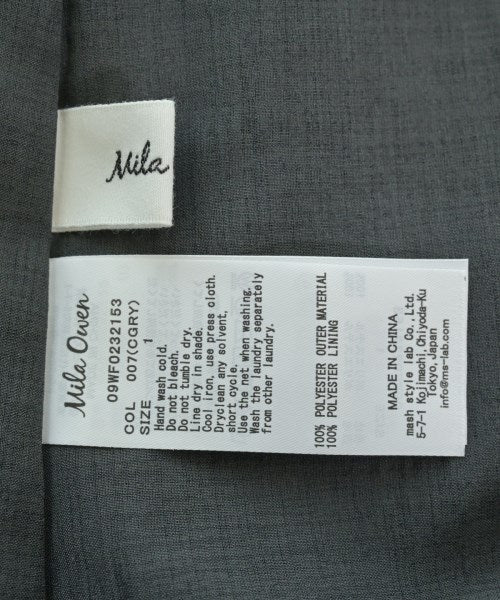 Mila
Mila Owen
09WFO232153
COL 007(CGRY)
SIZE 1
Hand wash cold.
Do not bleach.
Do not tumble dry.
Line dry in shade.
Cool iron, use press cloth.
Dryclean any solvent,
short cycle.
Use the net when washing.
Wash the laundry separately
from other laundry.
100% POLYESTER OUTER MATERIAL
100% POLYESTER LINING
MADE IN CHINA
mash style lab Co.,Ltd.
5-7-1 Kojimachi,Chiyoda-Ku
Tokyo,Japan
info@ms-lab.com